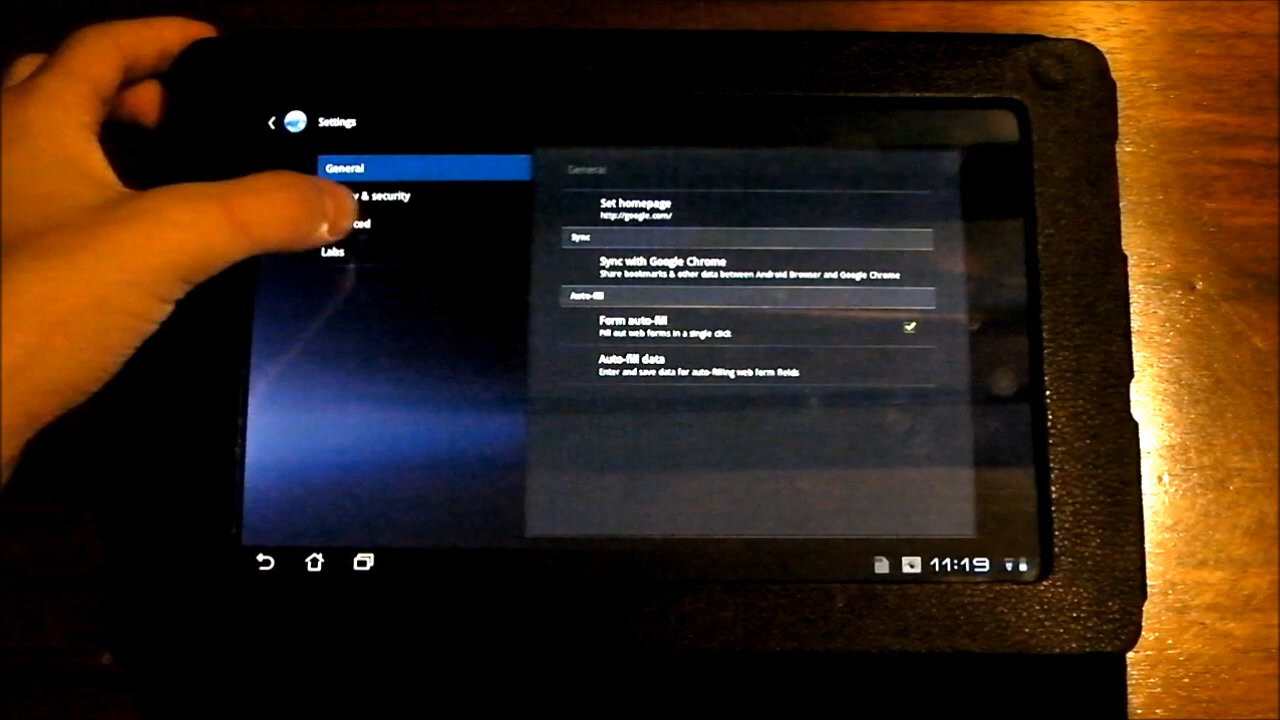 Settings
General
y & security
ced
Labs
General
Set homepage
http://google.com/
Sync
Sync with Google Chrome
Share bookmarks & other data between Android Browser and Google Chrome
Auto-fill
Form auto-fill
Fill out web forms in a single click
Auto-fill data
Enter and save data for auto-filling web form fields
11:19